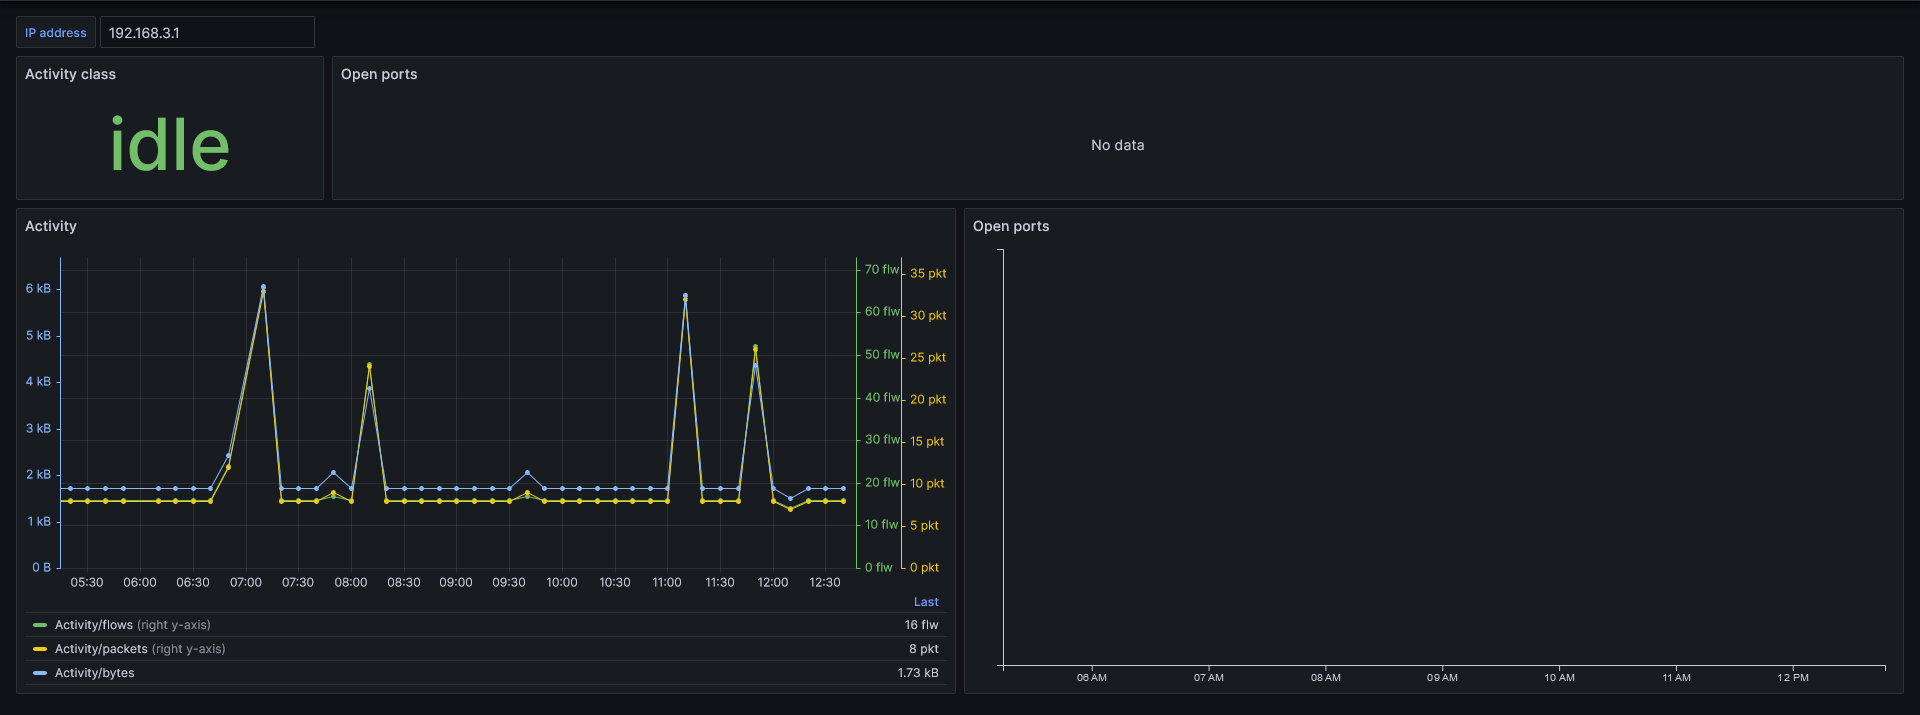 IP address 192.168.3.1
Activity class
idle
Open ports
No data
Activity
6 kB
5 kB
4 kB
3 kB
2 kB
1 kB
0 B
70 flw
60 flw
50 flw
40 flw
30 flw
20 flw
10 flw
0 flw
35 pkt
30 pkt
25 pkt
20 pkt
15 pkt
10 pkt
5 pkt
0 pkt
05:30 06:00 06:30 07:00 07:30 08:00 08:30 09:00 09:30 10:00 10:30 11:00 11:30 12:00 12:30
Last
Activity/flows (right y-axis) 16 flw
Activity/packets (right y-axis) 8 pkt
Activity/bytes 1.73 kB
Open ports
06 AM 07 AM 08 AM 09 AM 10 AM 11 AM 12 PM